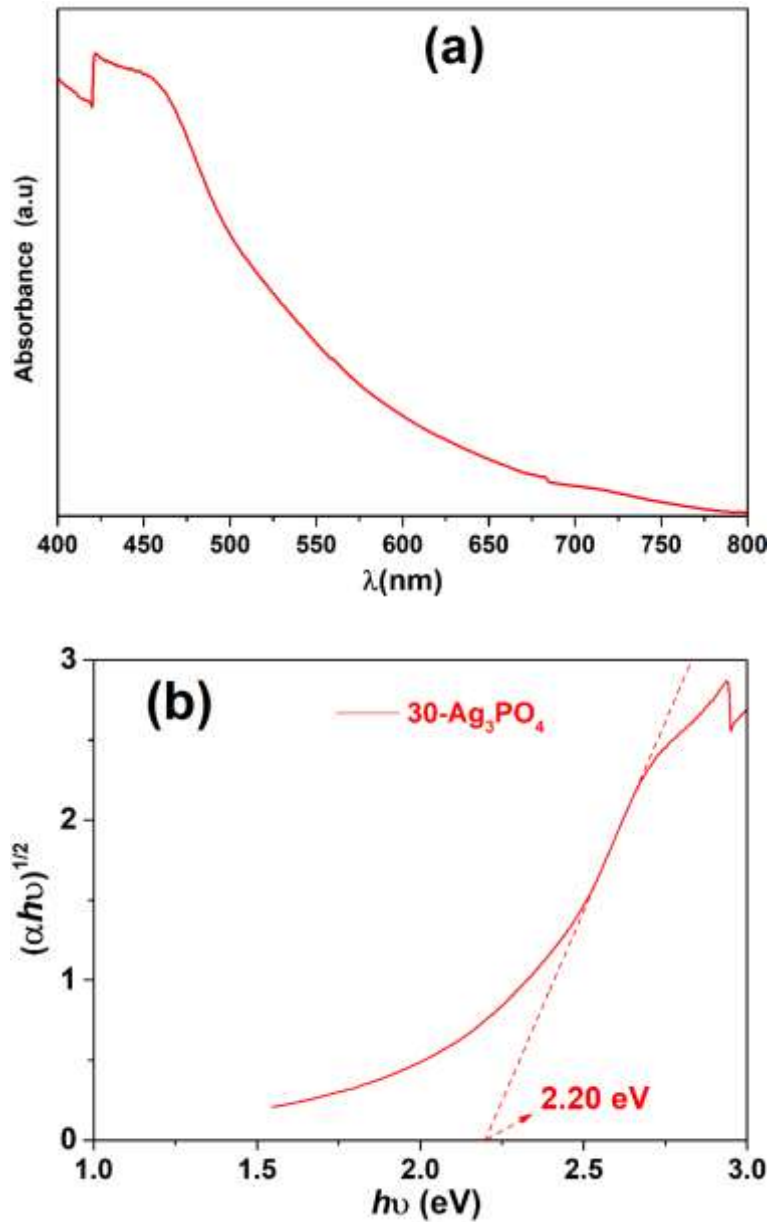 (a)
Absorbance (a.u)
400 450 500 550 600 650 700 750 800
λ(nm)
(b)
30-Ag₃PO₄
3
2
1
0
(αhυ)^1/2
2.20 eV
1.0 1.5 2.0 2.5 3.0
hυ (eV)